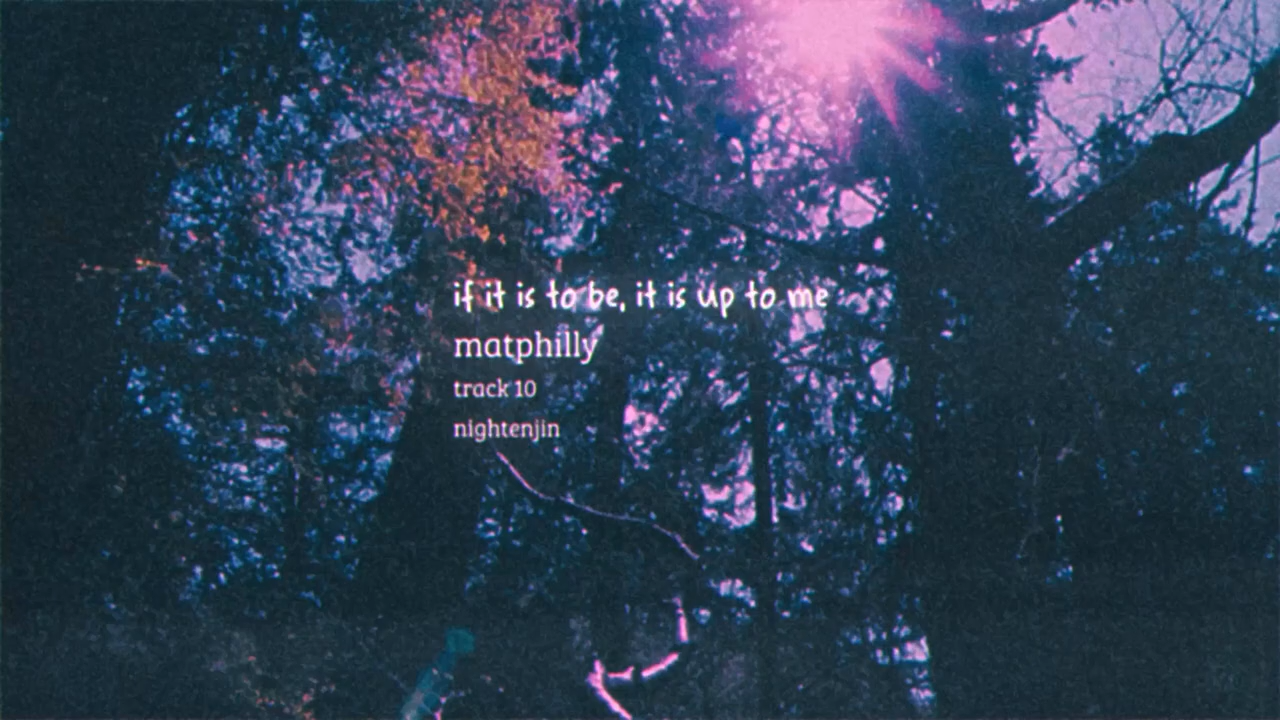 if it is to be, it is up to me
matphilly
track 10
nightenjin